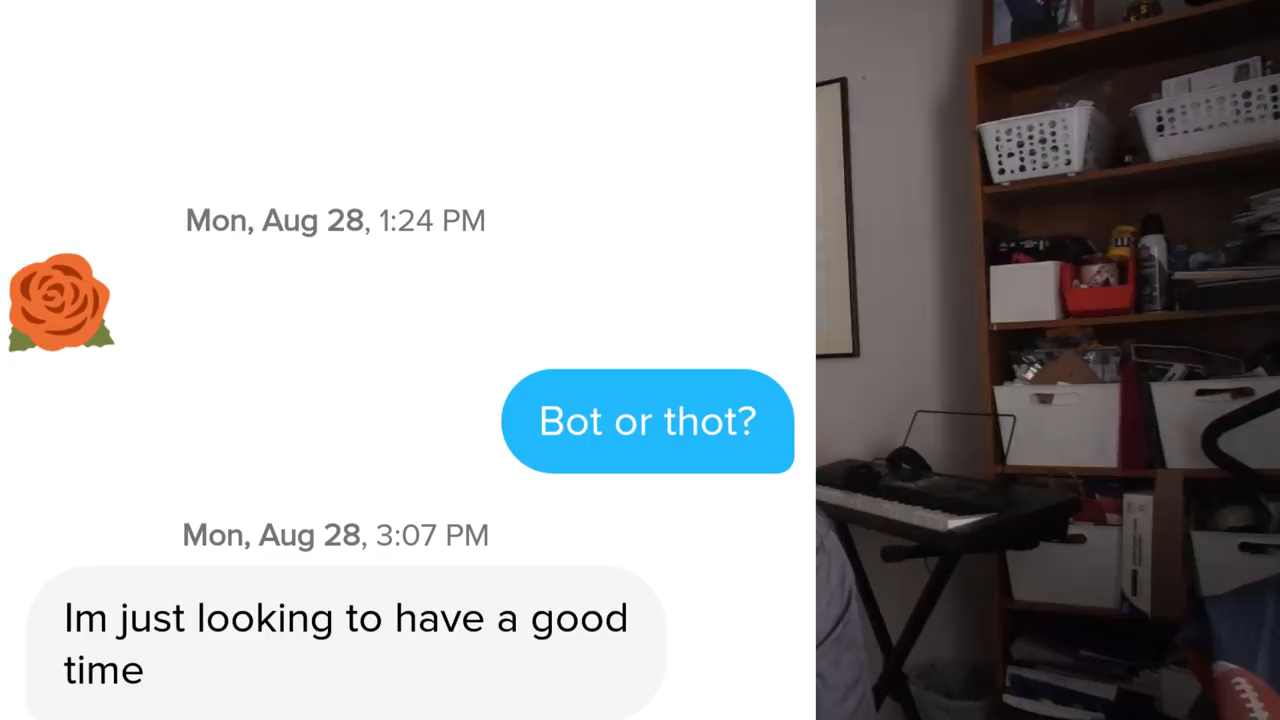 Mon, Aug 28, 1:24 PM
Bot or thot?
Mon, Aug 28, 3:07 PM
Im just looking to have a good
time